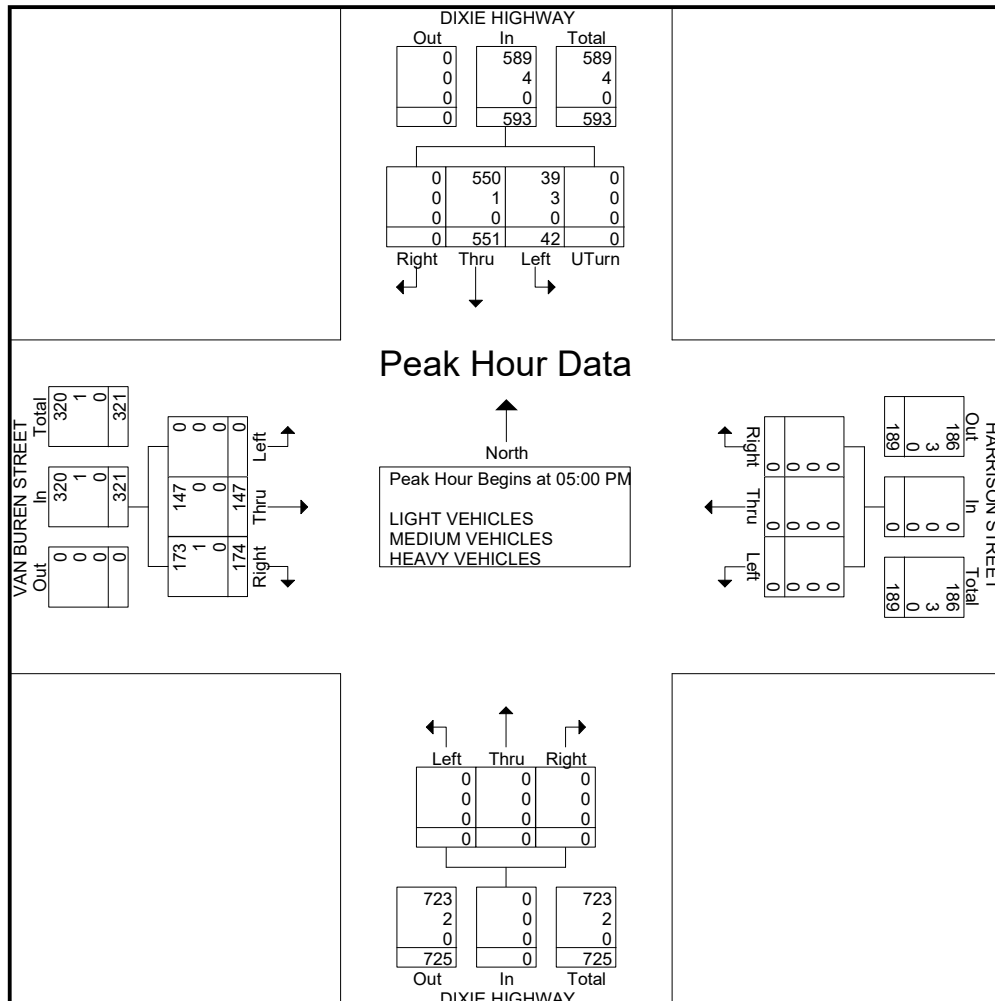 DIXIE HIGHWAY
Out In Total
0 589 589
0 4 4
0 0 0
0 593 593
0 550 39 0
0 1 3 0
0 0 0 0
0 551 42 0
Right Thru Left UTurn
Peak Hour Data
North
Peak Hour Begins at 05:00 PM
LIGHT VEHICLES
MEDIUM VEHICLES
HEAVY VEHICLES
VAN BUREN STREET
Out In Total
0 320 320
0 1 1
0 0 0
0 321 321
173 147 0
1 0 0
0 0 0
174 147 0
Right Thru Left
HARRISON STREET
Out In Total
186 0 186
3 0 3
0 0 0
189 0 189
0 0 0
0 0 0
0 0 0
0 0 0
Right Thru Left
Left Thru Right
0 0 0
0 0 0
0 0 0
0 0 0
723 0 723
2 0 2
0 0 0
725 0 725
Out In Total
DIXIE HIGHWAY